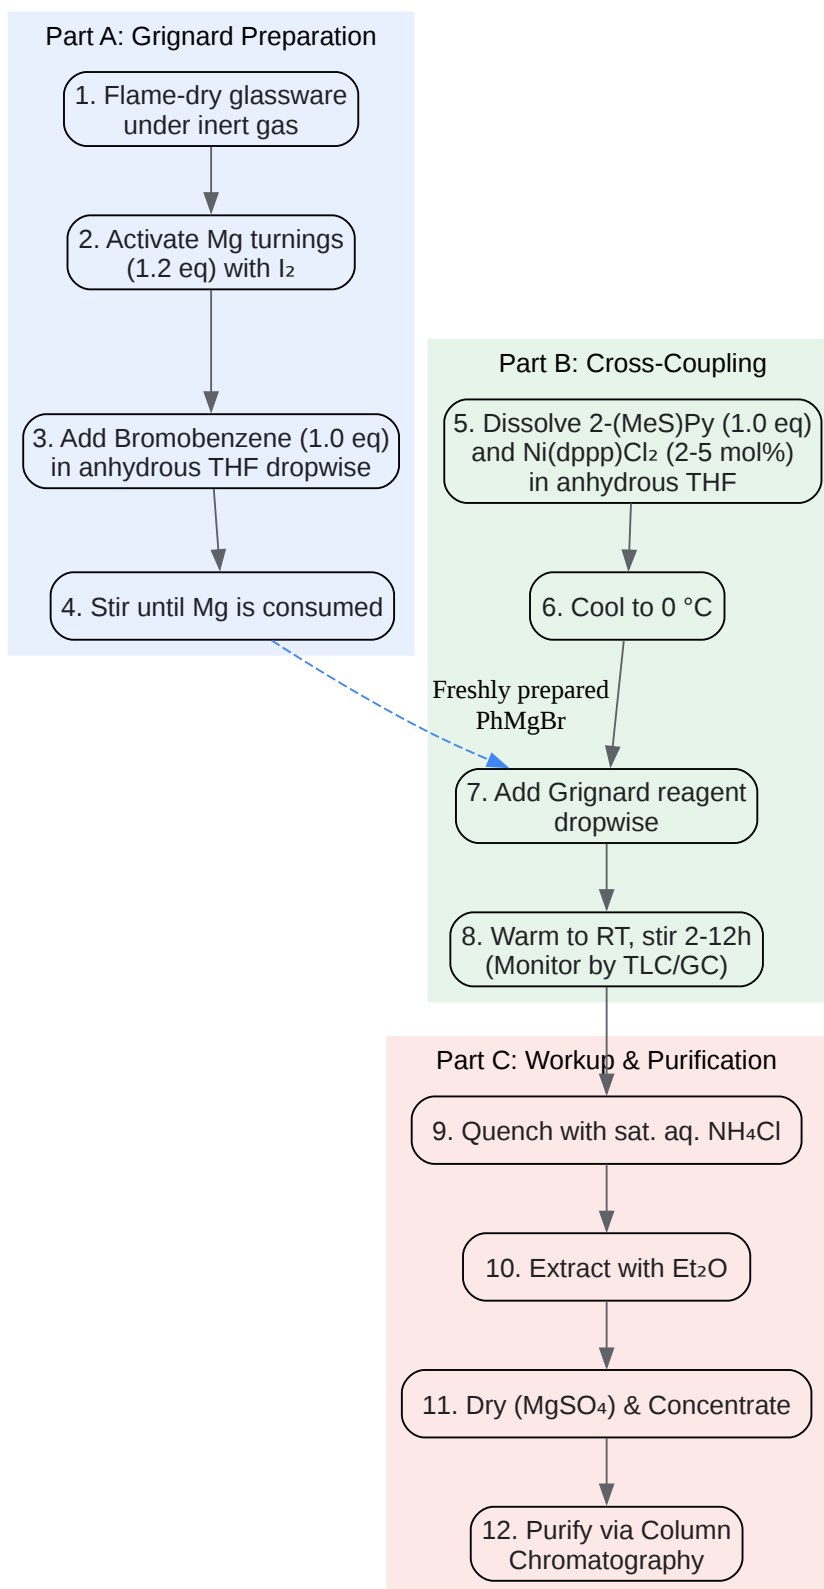 Part A: Grignard Preparation
1. Flame-dry glassware
under inert gas
2. Activate Mg turnings
(1.2 eq) with I₂
3. Add Bromobenzene (1.0 eq)
in anhydrous THF dropwise
4. Stir until Mg is consumed
Part B: Cross-Coupling
5. Dissolve 2-(MeS)Py (1.0 eq)
and Ni(dppp)Cl₂ (2-5 mol%)
in anhydrous THF
6. Cool to 0 °C
Freshly prepared
PhMgBr
7. Add Grignard reagent
dropwise
8. Warm to RT, stir 2-12h
(Monitor by TLC/GC)
Part C: Workup & Purification
9. Quench with sat. aq. NH₄Cl
10. Extract with Et₂O
11. Dry (MgSO₄) & Concentrate
12. Purify via Column
Chromatography